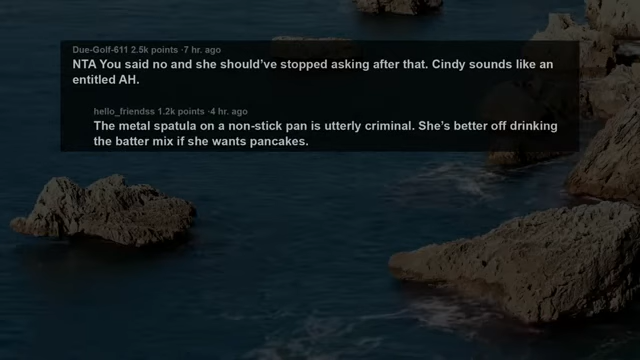 Due-Golf-611 2.5k points ·7 hr. ago
NTA You said no and she should’ve stopped asking after that. Cindy sounds like an
entitled AH.
hello_friendss 1.2k points ·4 hr. ago
The metal spatula on a non-stick pan is utterly criminal. She’s better off drinking
the batter mix if she wants pancakes.